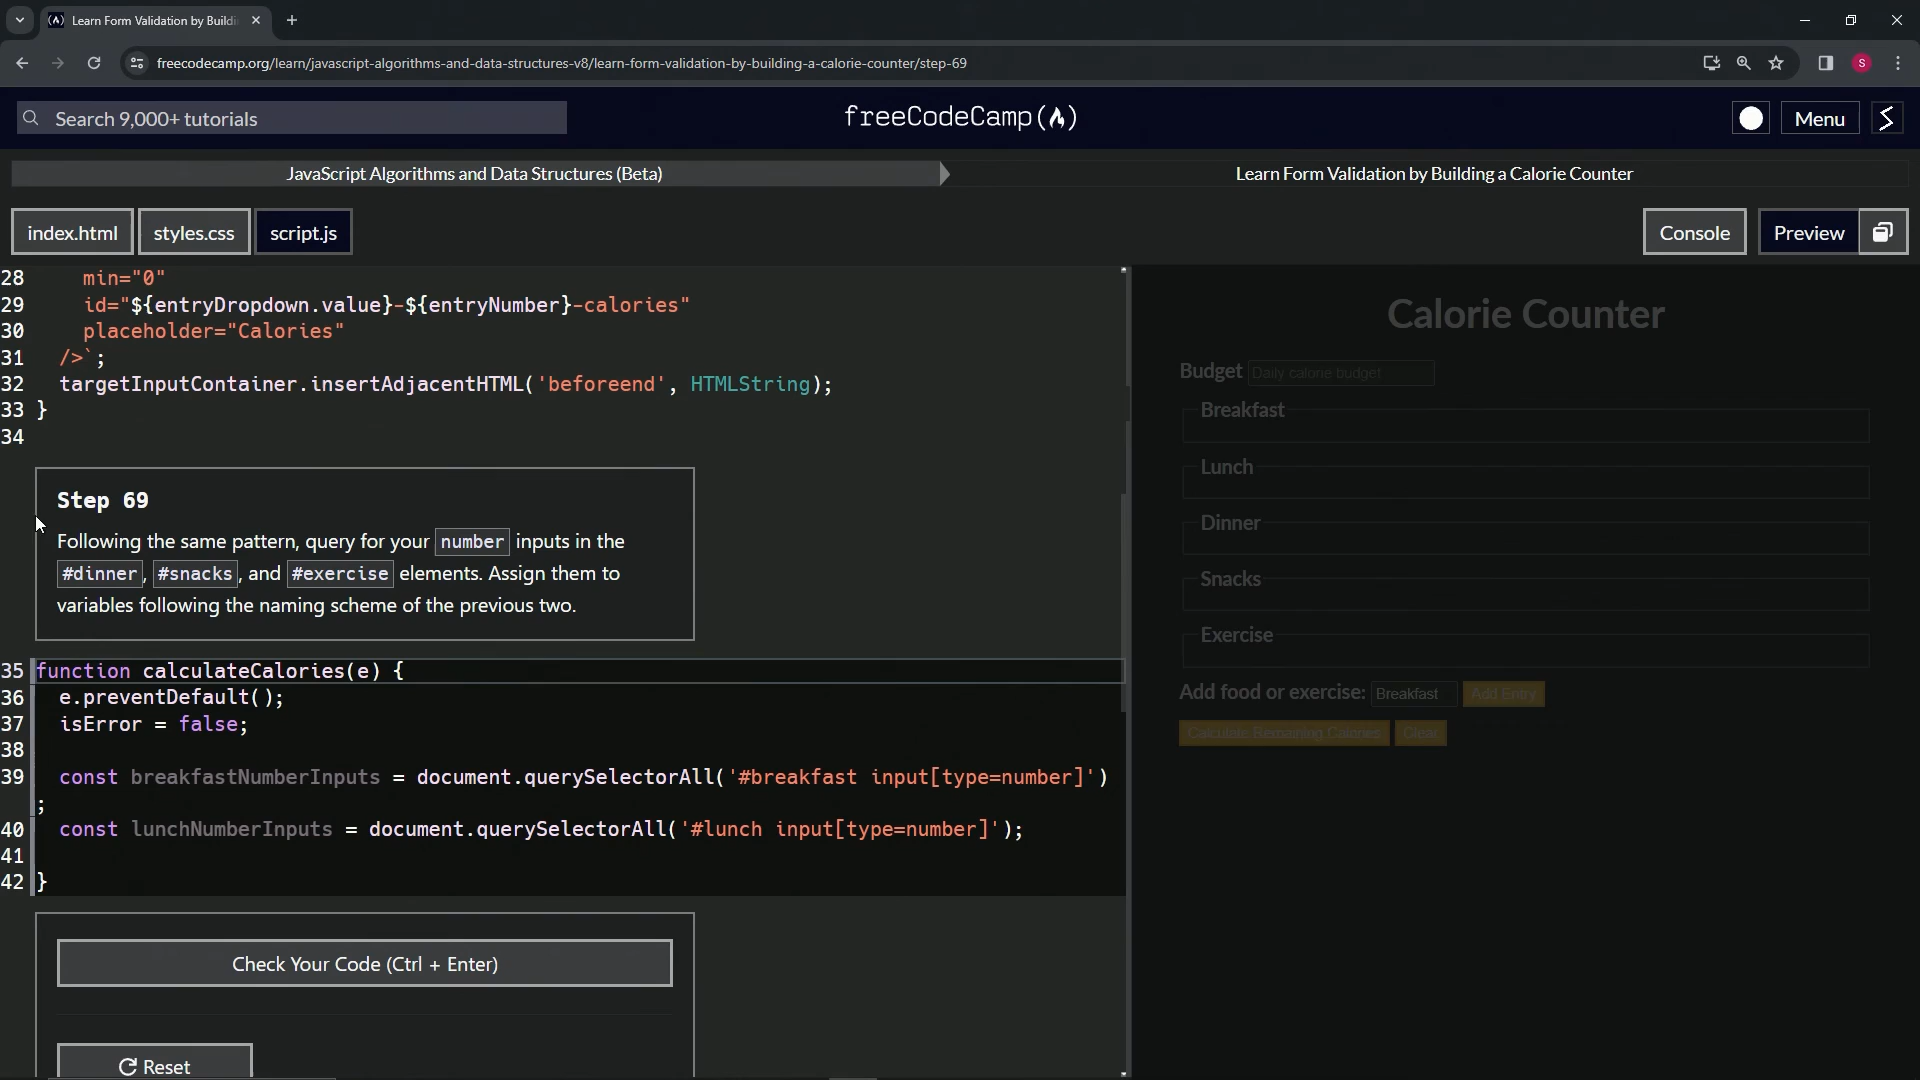 Learn Form Validation by Buildi
freecodecamp.org/learn/javascript-algorithms-and-data-structures-v8/learn-form-validation-by-building-a-calorie-counter/step-69
S
Search 9,000+ tutorials
freeCodeCamp(🔥)
Menu
JavaScript Algorithms and Data Structures (Beta)
Learn Form Validation by Building a Calorie Counter
index.html
styles.css
script.js
Console
Preview
28 min="0"
29 id="${entryDropdown.value}-${entryNumber}-calories"
30 placeholder="Calories"
31 />`;
32 targetInputContainer.insertAdjacentHTML('beforeend', HTMLString);
33 }
34
Step 69
Following the same pattern, query for your number inputs in the
#dinner, #snacks, and #exercise elements. Assign them to
variables following the naming scheme of the previous two.
35 function calculateCalories(e) {
36 e.preventDefault();
37 isError = false;
38
39 const breakfastNumberInputs = document.querySelectorAll('#breakfast input[type=number]')
;
40 const lunchNumberInputs = document.querySelectorAll('#lunch input[type=number]');
41
42 }
Check Your Code (Ctrl + Enter)
Reset
Calorie Counter
Budget Daily calorie budget
Breakfast
Lunch
Dinner
Snacks
Exercise
Add food or exercise: Breakfast Add Entry
Calculate Remaining Calories Clear